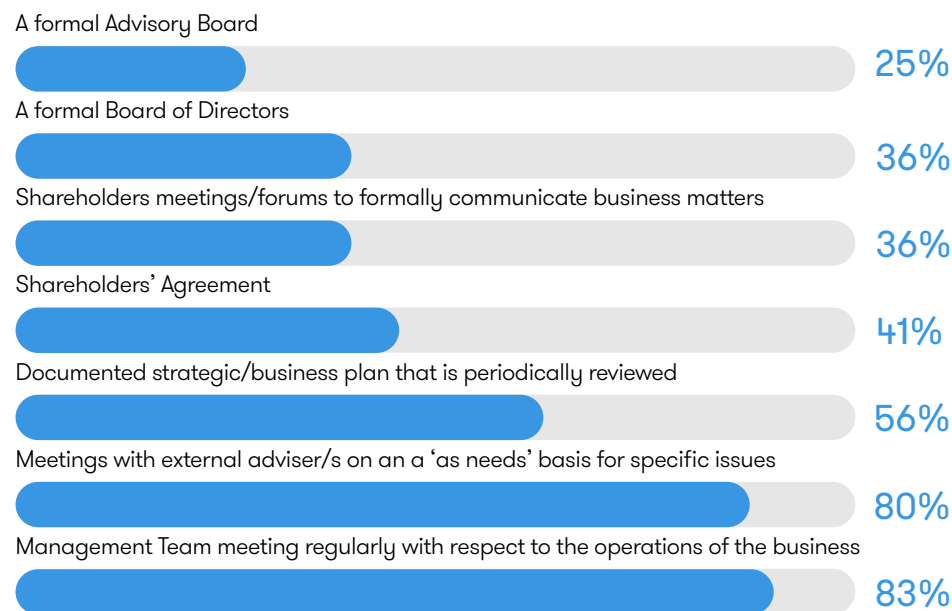 A formal Advisory Board
25%
A formal Board of Directors
36%
Shareholders meetings/forums to formally communicate business matters
36%
Shareholders’ Agreement
41%
Documented strategic/business plan that is periodically reviewed
56%
Meetings with external adviser/s on an a ‘as needs’ basis for specific issues
80%
Management Team meeting regularly with respect to the operations of the business
83%